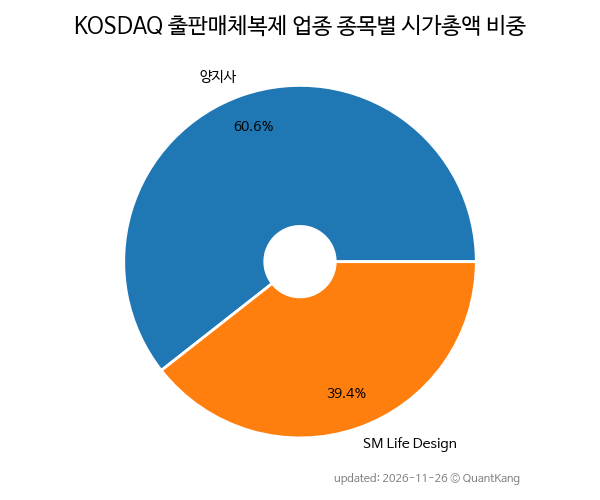 KOSDAQ 출판매체복제 업종 종목별 시가총액 비중
양지사
60.6%
39.4%
SM Life Design
updated: 2026-11-26 © QuantKang